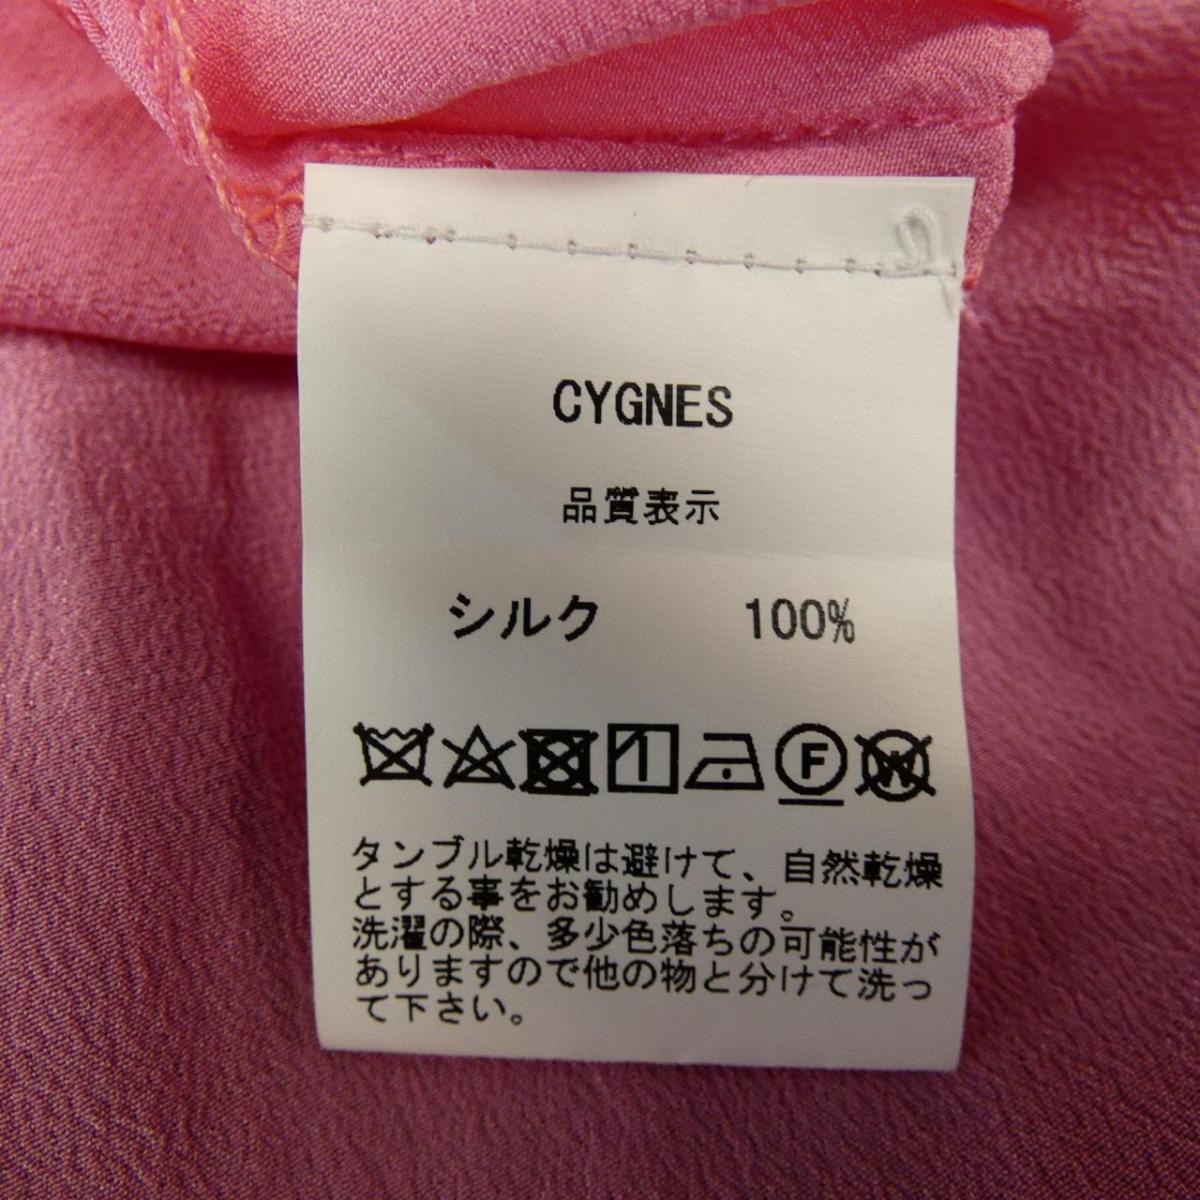 CYGNES
品質表示
シルク 100%
F W
タンブル乾燥は避けて、自然乾燥
とする事をお勧めします。
洗濯の際、多少色落ちの可能性が
ありますので他の物と分けて洗っ
て下さい。